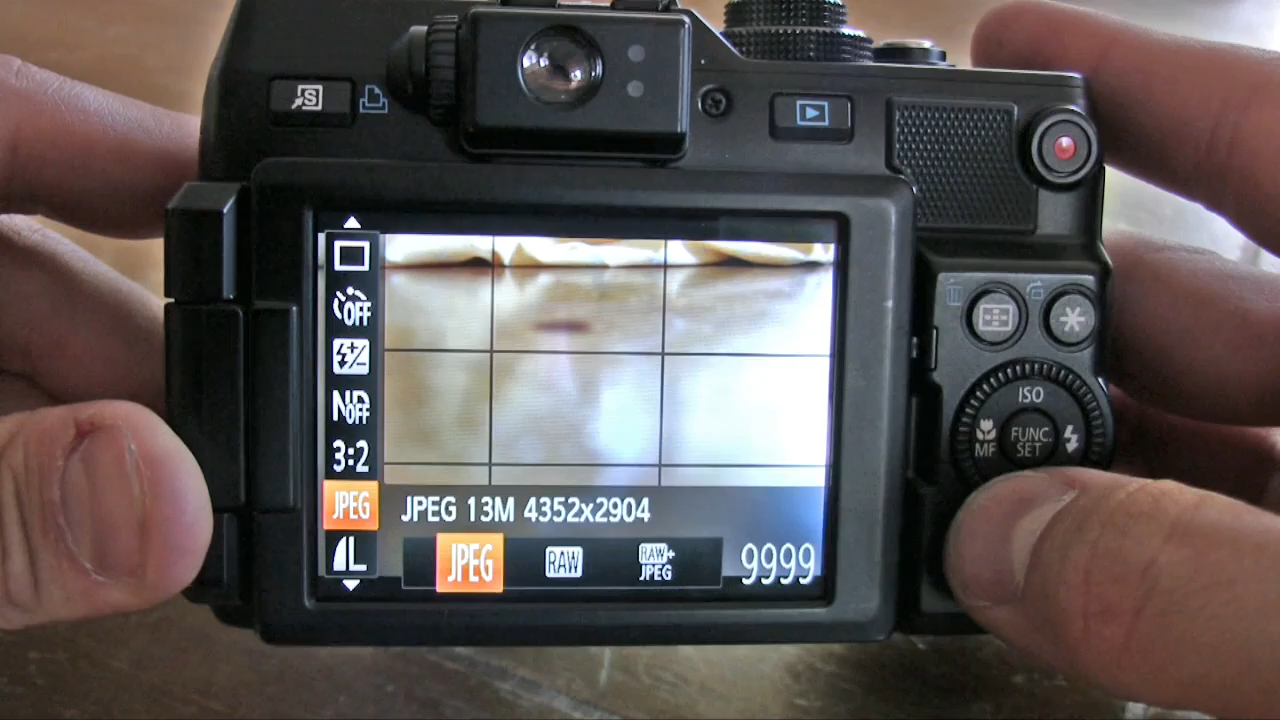 S
ISO
MF
FUNC.
SET
OFF
ND
OFF
3:2
JPEG
L
JPEG 13M 4352x2904
JPEG
RAW
RAW+
JPEG
9999